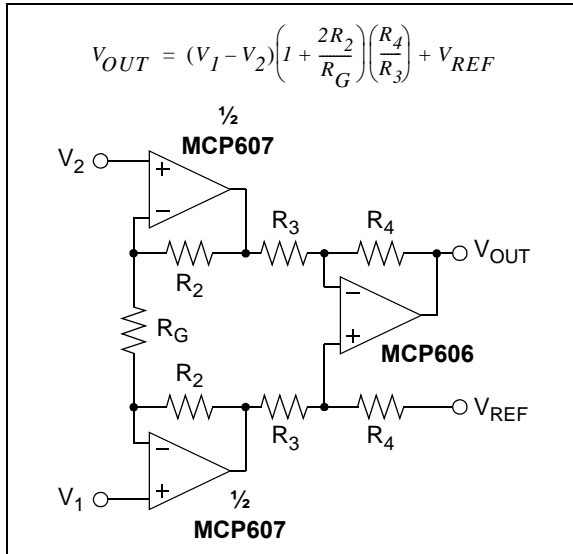 V_OUT = (V_1 – V_2)(1 + 2R_2/R_G)(R_4/R_3) + V_REF
½
MCP607
V_2
+
–
R_3
R_4
V_OUT
R_2
–
+
R_G
MCP606
R_2
R_3
R_4
V_REF
–
+
V_1
½
MCP607